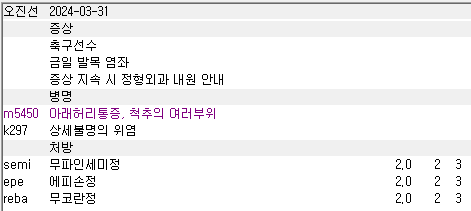 오진선 2024-03-31
증상
축구선수
금일 발목 염좌
증상 지속 시 정형외과 내원 안내
병명
m5450 아래허리통증, 척추의 여러부위
k297 상세불명의 위염
처방
semi 무파인세미정 2.0 2 3
epe 에피손정 2.0 2 3
reba 무코란정 2.0 2 3